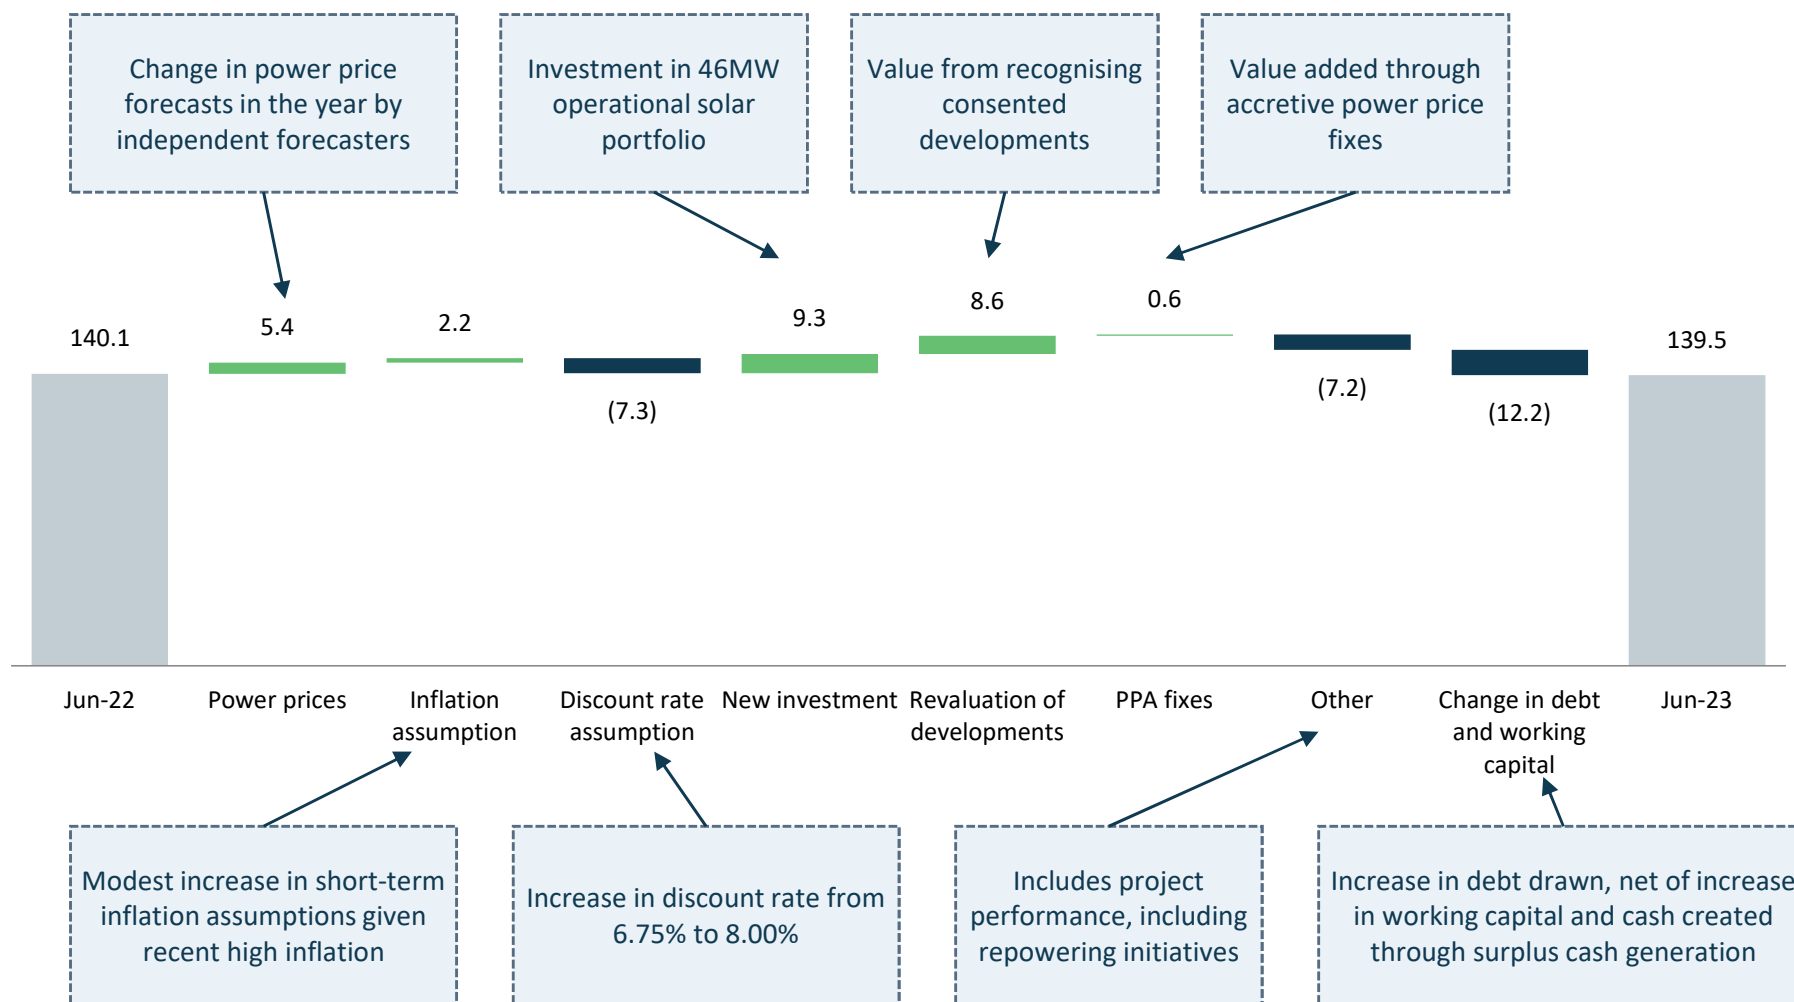 Change in power price
forecasts in the year by
independent forecasters
Investment in 46MW
operational solar
portfolio
Value from recognising
consented
developments
Value added through
accretive power price
fixes
140.1
5.4
2.2
(7.3)
9.3
8.6
0.6
(7.2)
(12.2)
139.5
Jun-22
Power prices
Inflation
assumption
Discount rate
assumption
New investment
Revaluation of
developments
PPA fixes
Other
Change in debt
and working
capital
Jun-23
Modest increase in short-term
inflation assumptions given
recent high inflation
Increase in discount rate from
6.75% to 8.00%
Includes project
performance, including
repowering initiatives
Increase in debt drawn, net of increase
in working capital and cash created
through surplus cash generation